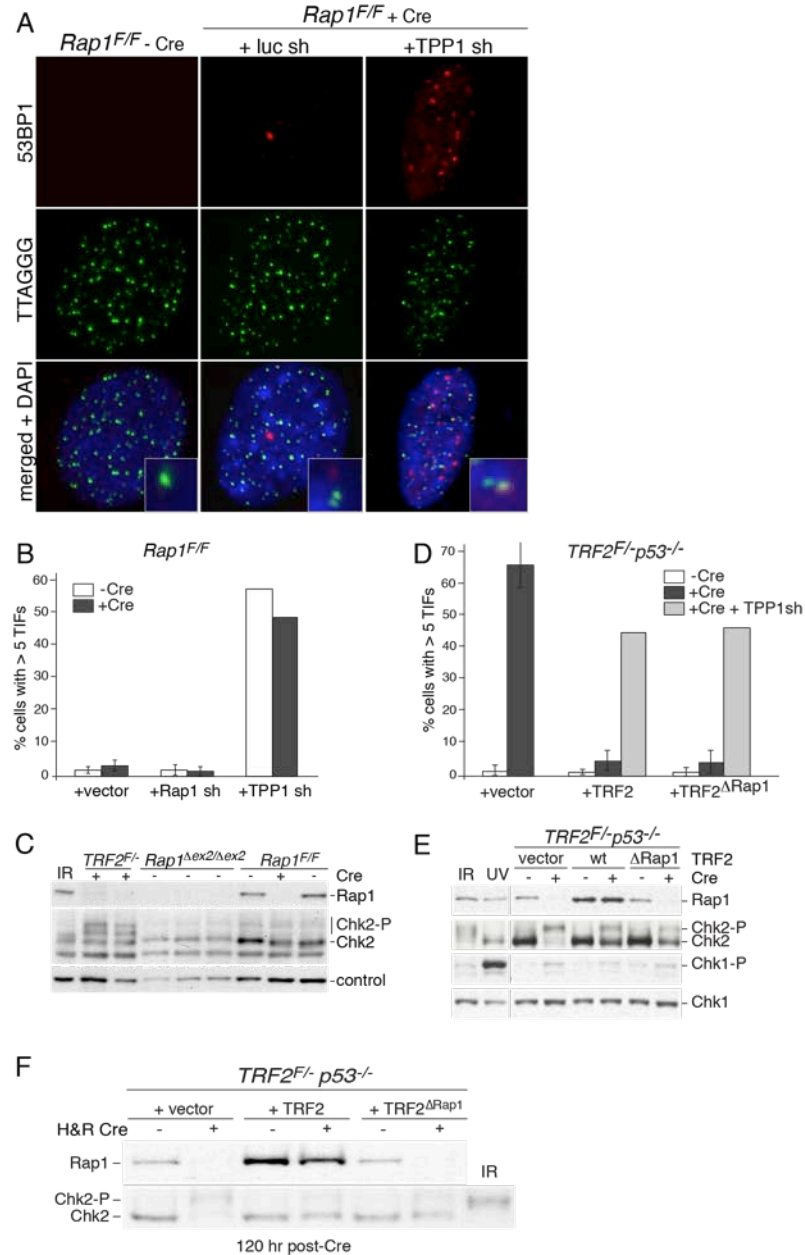 A
Rap1F/F + Cre
Rap1F/F - Cre
+ luc sh
+TPP1 sh
53BP1
TTAGGG
merged + DAPI
B
Rap1F/F
-Cre
+Cre
% cells with > 5 TIFs
60
50
40
30
20
10
0
+vector
+Rap1 sh
+TPP1 sh
D
TRF2F/-p53-/-
-Cre
+Cre
+Cre + TPP1sh
% cells with > 5 TIFs
70
60
50
40
30
20
10
0
+vector
+TRF2
+TRF2ΔRap1
C
IR TRF2F/- Rap1Δex2/Δex2 Rap1F/F
+ + - - - - + - Cre
-Rap1
Chk2-P
-Chk2
-control
E
TRF2F/-p53-/-
IR UV vector wt ΔRap1 TRF2
- + - + - + Cre
Rap1
Chk2-P
Chk2
Chk1-P
Chk1
F
TRF2F/- p53-/-
+ vector + TRF2 + TRF2ΔRap1
H&R Cre - + - + - +
Rap1 –
IR
Chk2-P –
Chk2 –
120 hr post-Cre